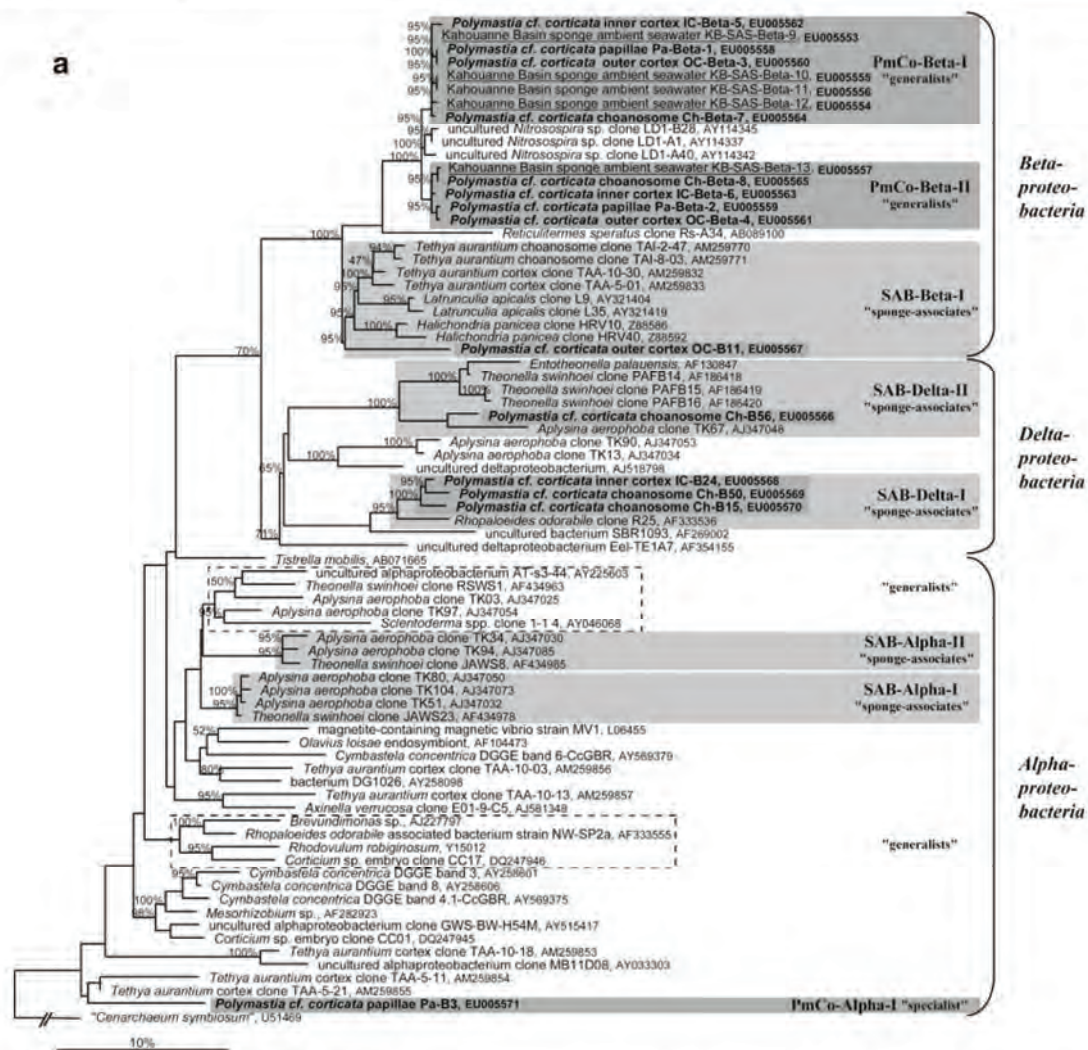 a
95% Polymastia cf. corticata inner cortex IC-Beta-5, EU005562
95% Kahouanne Basin sponge ambient seawater KB-SAS-Beta-9, EU005553
100% Polymastia cf. corticata papillae Pa-Beta-1, EU005558
PmCo-Beta-I
95% Polymastia cf. corticata outer cortex OC-Beta-3, EU005560
"generalists"
95% Kahouanne Basin sponge ambient seawater KB-SAS-Beta-10, EU005555
95% Kahouanne Basin sponge ambient seawater KB-SAS-Beta-11, EU005556
Kahouanne Basin sponge ambient seawater KB-SAS-Beta-12, EU005554
95% Polymastia cf. corticata choanosome Ch-Beta-7, EU005564
95% uncultured Nitrosospira sp. clone LD1-B28, AY114345
100% uncultured Nitrosospira sp. clone LD1-A1, AY114337
100% uncultured Nitrosospira sp. clone LD1-A40, AY114342
Kahouanne Basin sponge ambient seawater KB-SAS-Beta-13, EU005557
95% Polymastia cf. corticata choanosome Ch-Beta-8, EU005565
PmCo-Beta-II
Polymastia cf. corticata inner cortex IC-Beta-6, EU005563
"generalists"
95% Polymastia cf. corticata papillae Pa-Beta-2, EU005559
Polymastia cf. corticata outer cortex OC-Beta-4, EU005561
100% Reticulitermes speratus clone Rs-A34, AB089100
Beta-
proteo-
bacteria
94% Tethya aurantium choanosome clone TAI-2-47, AM259770
47% Tethya aurantium choanosome clone TAI-8-03, AM259771
100% Tethya aurantium cortex clone TAA-10-30, AM259832
95% Tethya aurantium cortex clone TAA-5-01, AM259833
SAB-Beta-I
95% Latrunculia apicalis clone L9, AY321404
"sponge-associates"
95% Latrunculia apicalis clone L35, AY321419
100% Halichondria panicea clone HRV10, Z88586
Halichondria panicea clone HRV40, Z88592
95% Polymastia cf. corticata outer cortex OC-B11, EU005567
70%
Entotheonella palauensis, AF130847
100% Theonella swinhoei clone PAFB14, AF186418
SAB-Delta-II
100% Theonella swinhoei clone PAFB15, AF186419
"sponge-associates"
Theonella swinhoei clone PAFB16, AF186420
100% Polymastia cf. corticata choanosome Ch-B56, EU005566
Aplysina aerophoba clone TK67, AJ347048
100% Aplysina aerophoba clone TK90, AJ347053
100% Aplysina aerophoba clone TK13, AJ347034
uncultured deltaproteobacterium, AJ518798
Delta-
proteo-
bacteria
65%
95% Polymastia cf. corticata inner cortex IC-B24, EU005568
100% Polymastia cf. corticata choanosome Ch-B50, EU005569
SAB-Delta-I
95% Polymastia cf. corticata choanosome Ch-B15, EU005570
"sponge-associates"
Rhopaloeides odorabile clone R25, AF333536
71% uncultured bacterium SBR1093, AF269002
uncultured deltaproteobacterium Eel-TE1A7, AF354155
Tistrella mobilis, AB071665
uncultured alphaproteobacterium AT-s3-44, AY225603
50% Theonella swinhoei clone RSWS1, AF434963
"generalists"
Aplysina aerophoba clone TK03, AJ347025
95% Aplysina aerophoba clone TK97, AJ347054
Sclentoderma spp. clone 1-1 4, AY046068
95% Aplysina aerophoba clone TK34, AJ347030
SAB-Alpha-II
95% Aplysina aerophoba clone TK94, AJ347085
"sponge-associates"
Theonella swinhoei clone JAWS8, AF434985
Aplysina aerophoba clone TK80, AJ347050
SAB-Alpha-I
100% Aplysina aerophoba clone TK104, AJ347073
"sponge-associates"
95% Aplysina aerophoba clone TK51, AJ347032
Theonella swinhoei clone JAWS23, AF434978
52% magnetite-containing magnetic vibrio strain MV1, L06455
Olavius loisae endosymbiont, AF104473
Cymbastela concentrica DGGE band 6-CcGBR, AY569379
80% Tethya aurantium cortex clone TAA-10-03, AM259856
bacterium DG1026, AY258098
Alpha-
proteo-
bacteria
95% Tethya aurantium cortex clone TAA-10-13, AM259857
Axinella verrucosa clone E01-9-C5, AJ581348
100% Brevundimonas sp., AJ227797
Rhopaloeides odorabile associated bacterium strain NW-SP2a, AF333555
"generalists"
95% Rhodovulum robiginosum, Y15012
Corticium sp. embryo clone CC17, DQ247946
95% Cymbastela concentrica DGGE band 3, AY258601
Cymbastela concentrica DGGE band 8, AY258606
100% Cymbastela concentrica DGGE band 4.1-CcGBR, AY569375
Mesorhizobium sp., AF282923
uncultured alphaproteobacterium clone GWS-BW-H54M, AY515417
Corticium sp. embryo clone CC01, DQ247945
100% Tethya aurantium cortex clone TAA-10-18, AM259853
uncultured alphaproteobacterium clone MB11D08, AY033303
Tethya aurantium cortex clone TAA-5-11, AM259854
Tethya aurantium cortex clone TAA-5-21, AM259855
Polymastia cf. corticata papillae Pa-B3, EU005571
PmCo-Alpha-I "specialist"
"Cenarchaeum symbiosum", U51469
10%